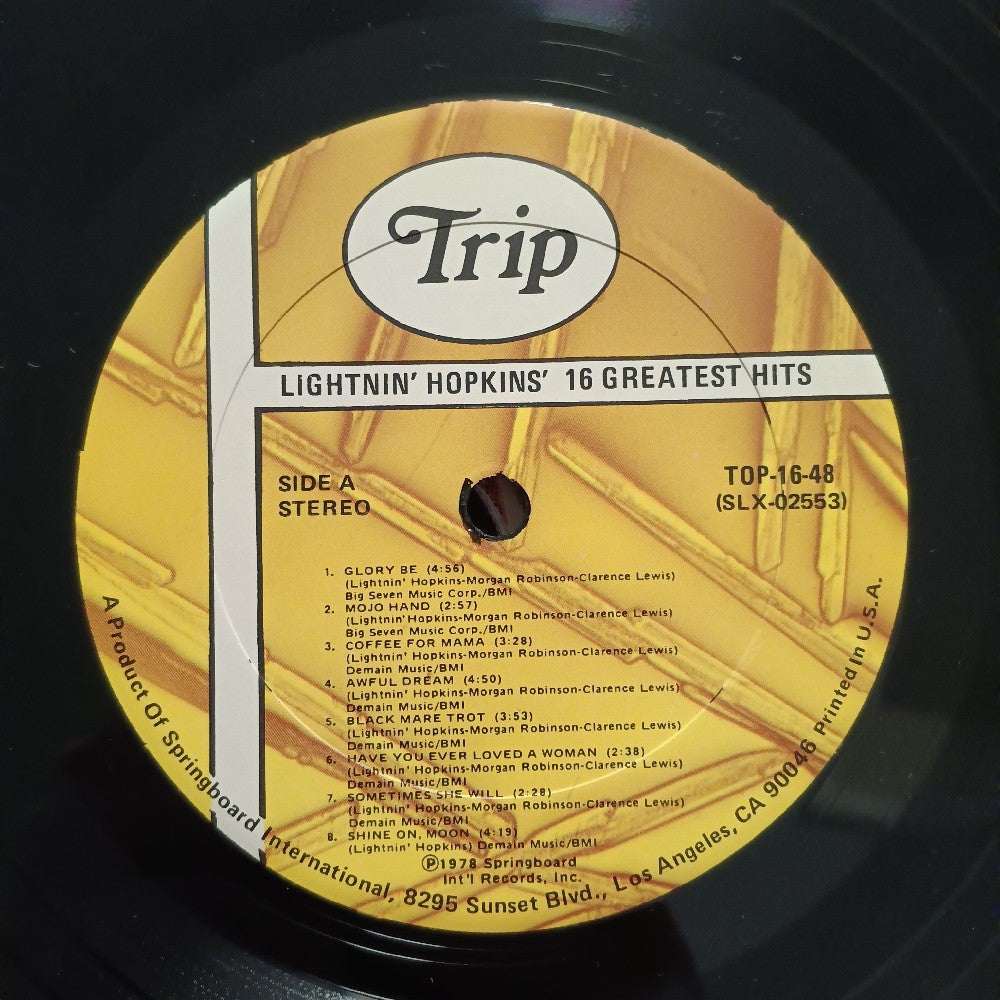 Trip
LIGHTNIN' HOPKINS' 16 GREATEST HITS
SIDE A
STEREO
TOP-16-48
(SLX-02553)
1. GLORY BE (4:56)
(Lightnin' Hopkins-Morgan Robinson-Clarence Lewis)
Big Seven Music Corp./BMI
2. MOJO HAND (2:57)
(Lightnin'Hopkins-Morgan Robinson-Clarence Lewis)
Big Seven Music Corp./BMI
3. COFFEE FOR MAMA (3:28)
(Lightnin' Hopkins-Morgan Robinson-Clarence Lewis)
Demain Music/BMI
4. AWFUL DREAM (4:50)
(Lightnin' Hopkins-Morgan Robinson-Clarence Lewis)
Demain Music/BMI
5. BLACK MARE TROT (3:53)
(Lightnin' Hopkins-Morgan Robinson-Clarence Lewis)
Demain Music/BMI
6. HAVE YOU EVER LOVED A WOMAN (2:38)
(Lightnin' Hopkins-Morgan Robinson-Clarence Lewis)
Demain Music/BMI
7. SOMETIMES SHE WILL (2:28)
(Lightnin' Hopkins-Morgan Robinson-Clarence Lewis)
Demain Music/BMI
8. SHINE ON, MOON (4:19)
(Lightnin' Hopkins) Demain Music/BMI
Ⓟ1978 Springboard
Int'l Records, Inc.
A Product Of Springboard International, 8295 Sunset Blvd., Los Angeles, CA 90046 Printed In U.S.A.